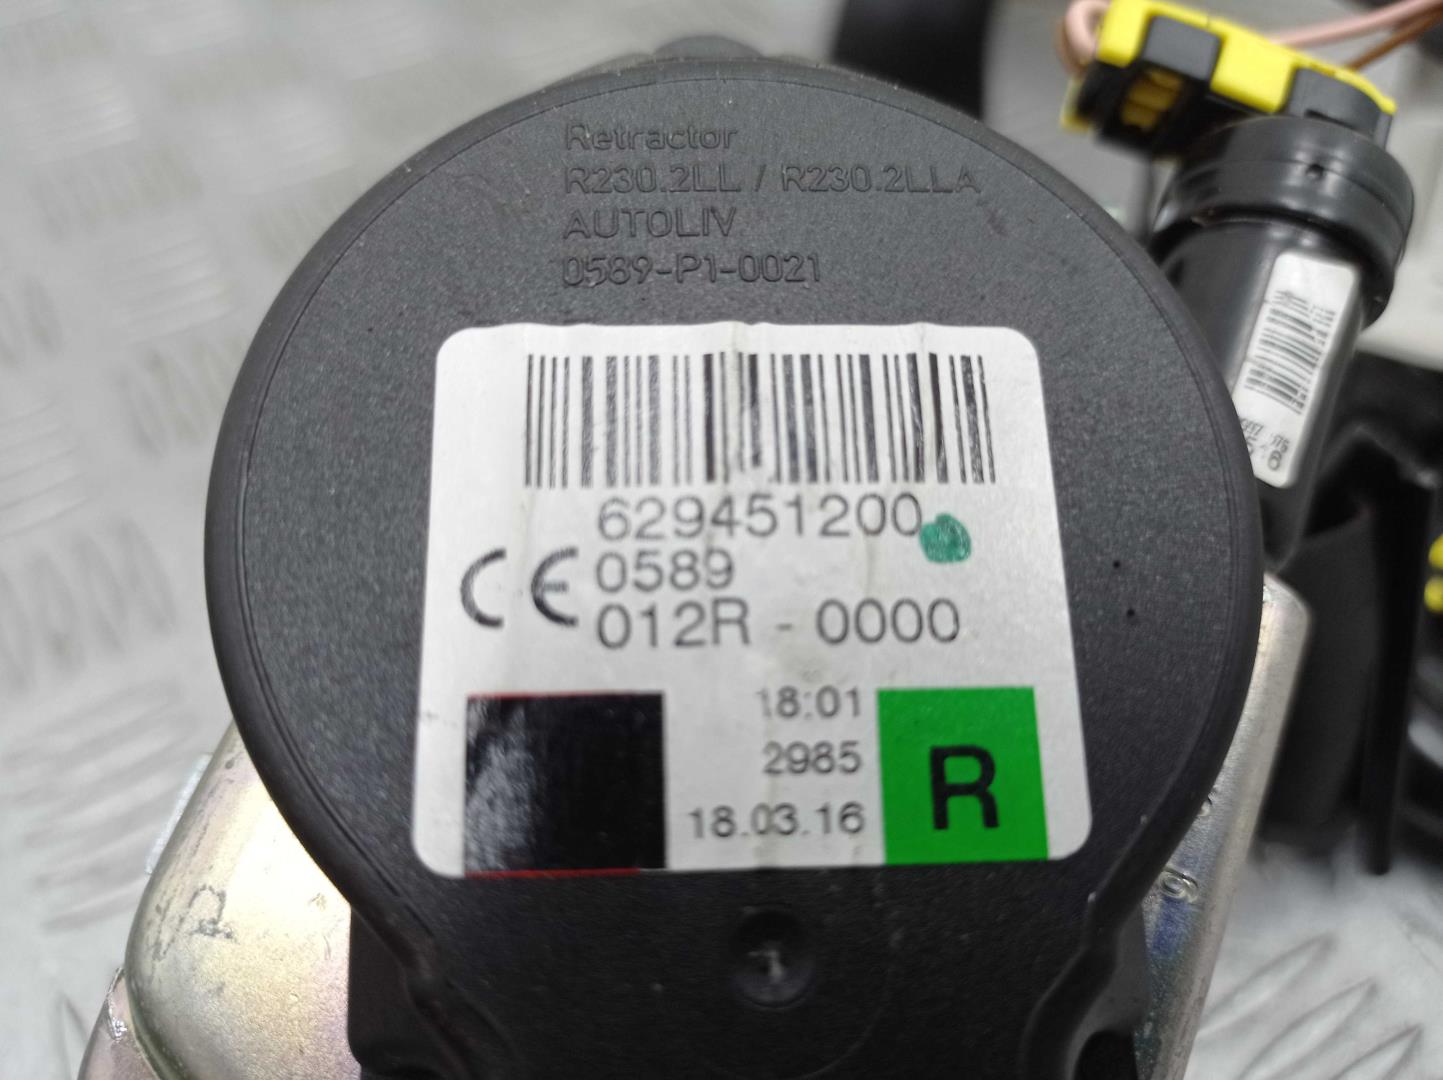 Retractor
R230.2LL / R230.2LLA
AUTOLIV
0589-P1-0021
629451200
CE 0589
012R - 0000
18:01
2985
18.03.16
R